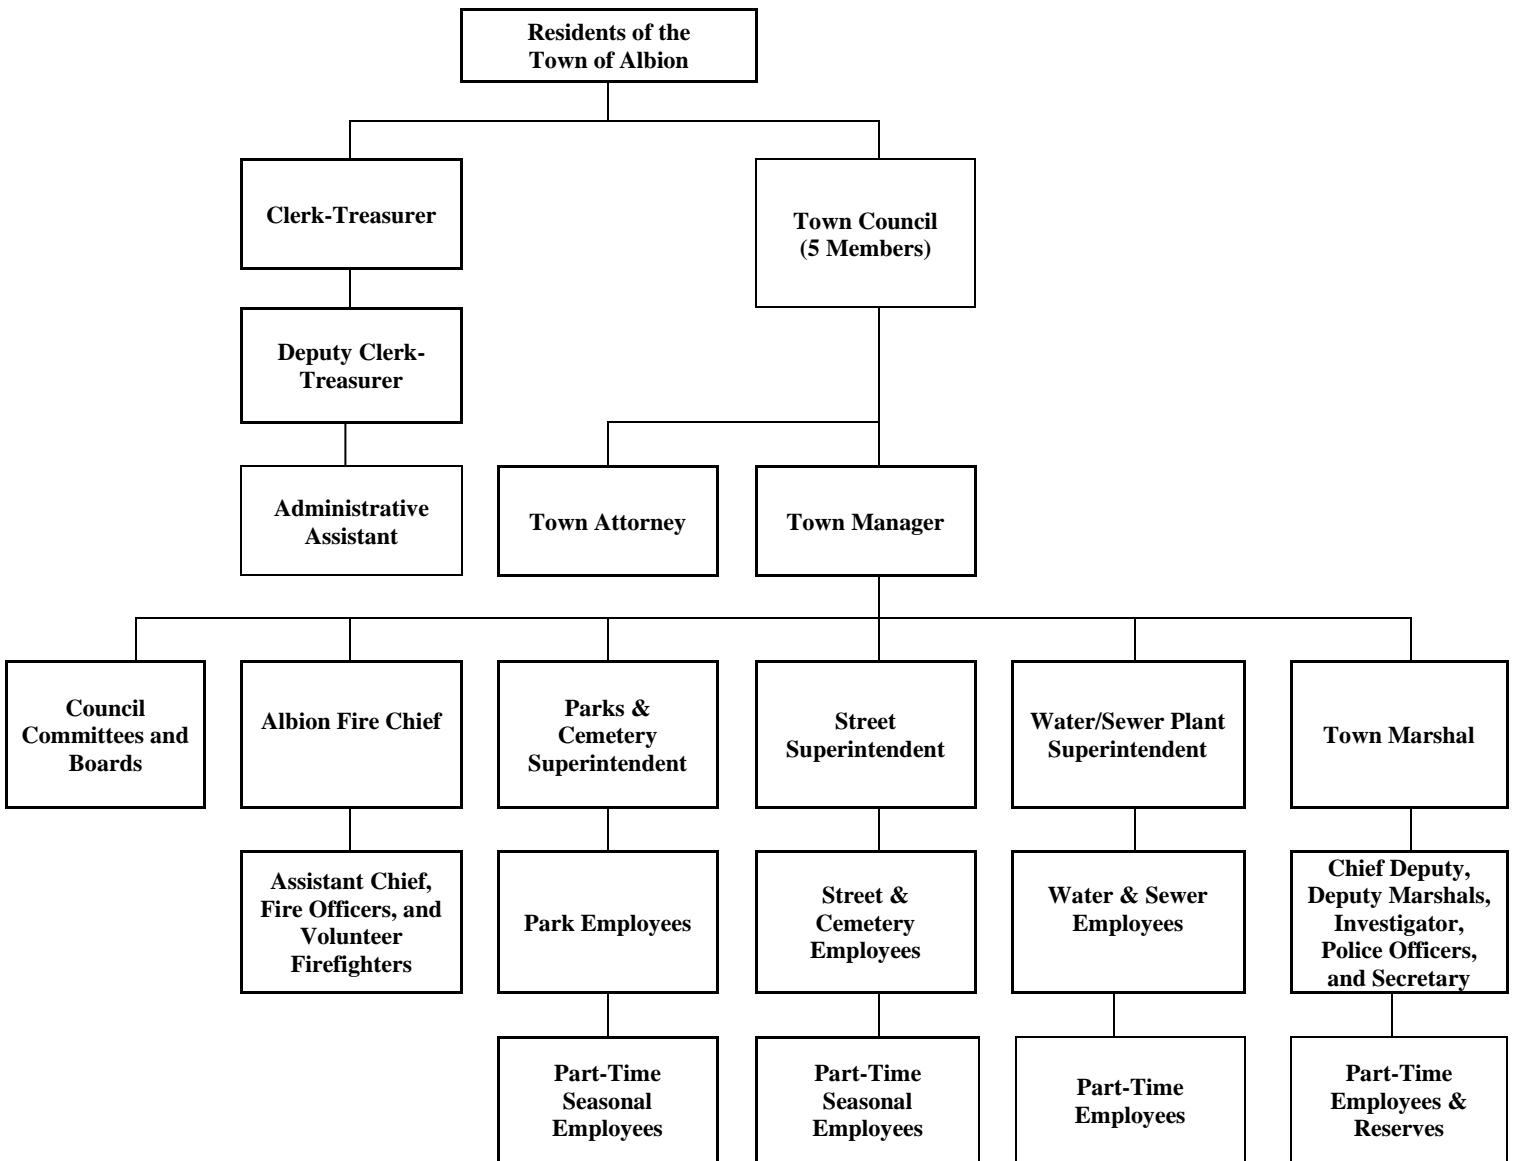 Residents of the
Town of Albion
Clerk-Treasurer
Town Council
(5 Members)
Deputy Clerk-
Treasurer
Administrative
Assistant
Town Attorney
Town Manager
Council
Committees and
Boards
Albion Fire Chief
Parks &
Cemetery
Superintendent
Street
Superintendent
Water/Sewer Plant
Superintendent
Town Marshal
Assistant Chief,
Fire Officers, and
Volunteer
Firefighters
Park Employees
Street &
Cemetery
Employees
Water & Sewer
Employees
Chief Deputy,
Deputy Marshals,
Investigator,
Police Officers,
and Secretary
Part-Time
Seasonal
Employees
Part-Time
Seasonal
Employees
Part-Time
Employees
Part-Time
Employees &
Reserves